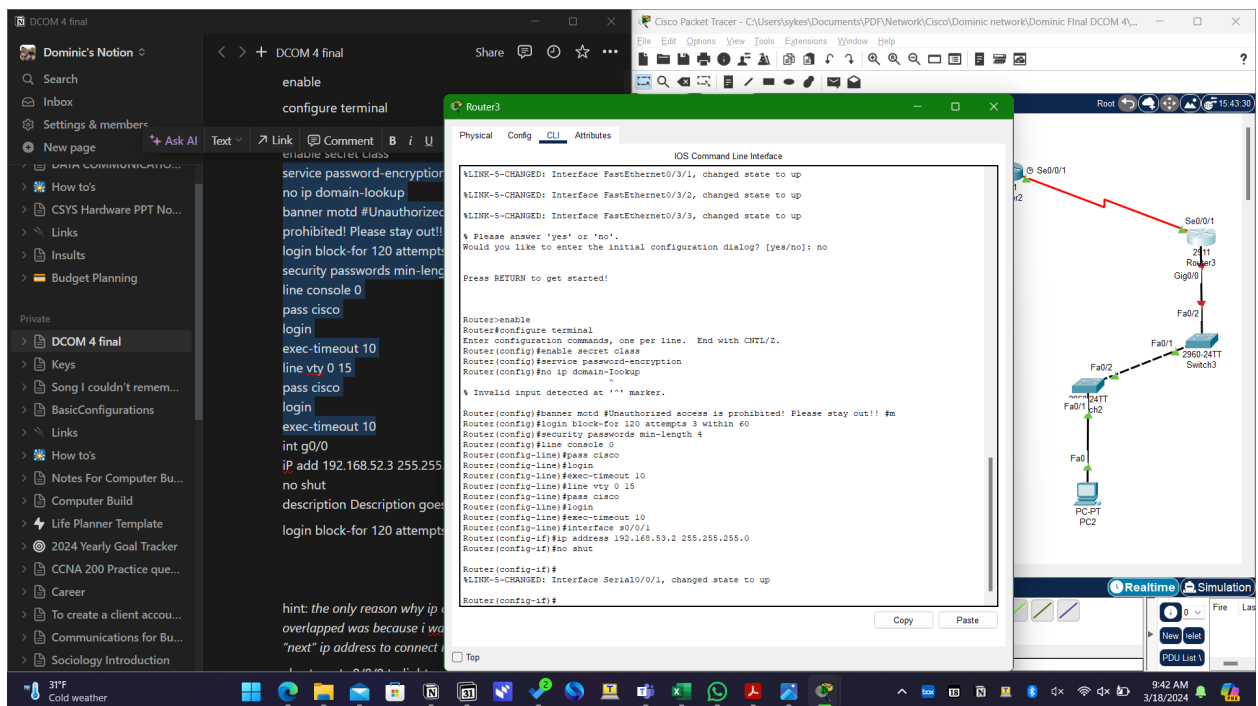 DCOM 4 final
Dominic's Notion
Search
Inbox
Settings & members
New page
DATA COMMUNICATIO...
How to's
CSYS Hardware PPT No...
Links
Insults
Budget Planning
Private
DCOM 4 final
Keys
Song I couldn't remem...
BasicConfigurations
Links
How to's
Notes For Computer Bu...
Computer Build
Life Planner Template
2024 Yearly Goal Tracker
CCNA 200 Practice que...
Career
To create a client accou...
Communications for Bu...
Sociology Introduction
DCOM 4 final
Share
enable
configure terminal
Ask AI Text Link Comment B i U
enable secret class
service password-encryption
no ip domain-lookup
banner motd #Unauthorized
prohibited! Please stay out!!
login block-for 120 attempts
security passwords min-leng
line console 0
pass cisco
login
exec-timeout 10
line vty 0 15
pass cisco
login
exec-timeout 10
int g0/0
iP add 192.168.52.3 255.255.
no shut
description Description goes
login block-for 120 attempts
hint: the only reason why ip
overlapped was because i wa
"next" ip address to connect
Cisco Packet Tracer - C:\Users\sykes\Documents\PDF\Network\Cisco\Dominic network\Dominic FInal DCOM 4\...
File Edit Options View Tools Extensions Window Help
?
Root
15:43:30
Router3
Physical Config CLI Attributes
IOS Command Line Interface
%LINK-5-CHANGED: Interface FastEthernet0/3/1, changed state to up
%LINK-5-CHANGED: Interface FastEthernet0/3/2, changed state to up
%LINK-5-CHANGED: Interface FastEthernet0/3/3, changed state to up
% Please answer 'yes' or 'no'.
Would you like to enter the initial configuration dialog? [yes/no]: no
Press RETURN to get started!
Router>enable
Router#configure terminal
Enter configuration commands, one per line. End with CNTL/Z.
Router(config)#enable secret class
Router(config)#service password-encryption
Router(config)#no ip domain-Iookup
^
% Invalid input detected at '^' marker.
Router(config)#banner motd #Unauthorized access is prohibited! Please stay out!! #m
Router(config)#login block-for 120 attempts 3 within 60
Router(config)#security passwords min-length 4
Router(config)#line console 0
Router(config-line)#pass cisco
Router(config-line)#login
Router(config-line)#exec-timeout 10
Router(config-line)#line vty 0 15
Router(config-line)#pass cisco
Router(config-line)#login
Router(config-line)#exec-timeout 10
Router(config-line)#interface s0/0/1
Router(config-if)#ip address 192.168.53.2 255.255.255.0
Router(config-if)#no shut
Router(config-if)#
%LINK-5-CHANGED: Interface Serial0/0/1, changed state to up
Router(config-if)#
Copy
Paste
Top
Se0/0/1
Se0/0/1
2911
Router3
Gig0/0
Fa0/2
Fa0/1
2960-24TT
Switch3
Fa0/2
Fa0/1
Fa0
PC-PT
PC2
Realtime
Simulation
0
Fire
Las
New
PDU List
31°F
Cold weather
9:42 AM
3/18/2024